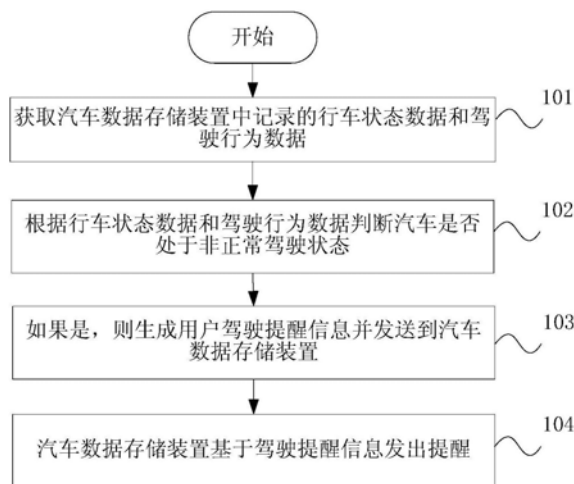 开始
获取汽车数据存储装置中记录的行车状态数据和驾
驶行为数据
101
根据行车状态数据和驾驶行为数据判断汽车是否
处于非正常驾驶状态
102
如果是，则生成用户驾驶提醒信息并发送到汽车
数据存储装置
103
汽车数据存储装置基于驾驶提醒信息发出提醒
104